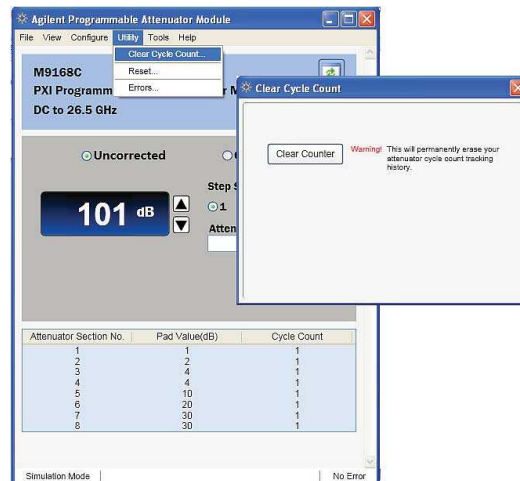 Agilent Programmable Attenuator Module
File View Configure Utility Tools Help
Clear Cycle Count...
Reset...
Errors...
M9168C
PXI Programm
DC to 26.5 GHz
Clear Cycle Count
Clear Counter
Warning! This will permanently erase your
attenuator cycle count tracking
history.
Uncorrected
Step S
101 dB
1
Atten
Attenuator Section No. Pad Value(dB) Cycle Count
1 1 1
2 2 1
3 4 1
4 4 1
5 10 1
6 20 1
7 30 1
8 30 1
Simulation Mode No Error